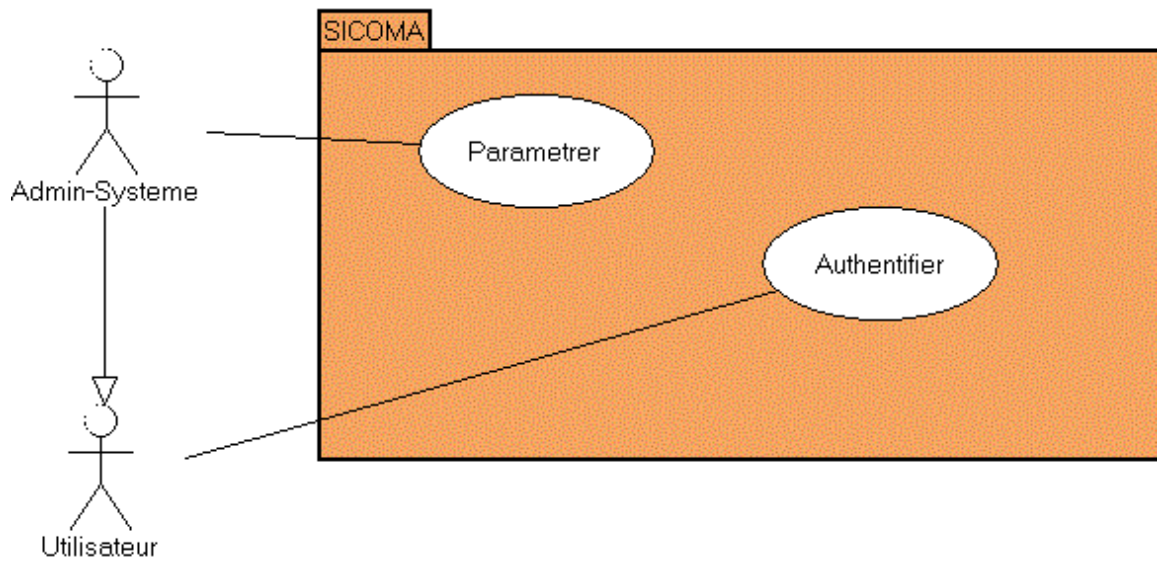 SICOMA
Parametrer
Admin-Systeme
Authentifier
Utilisateur